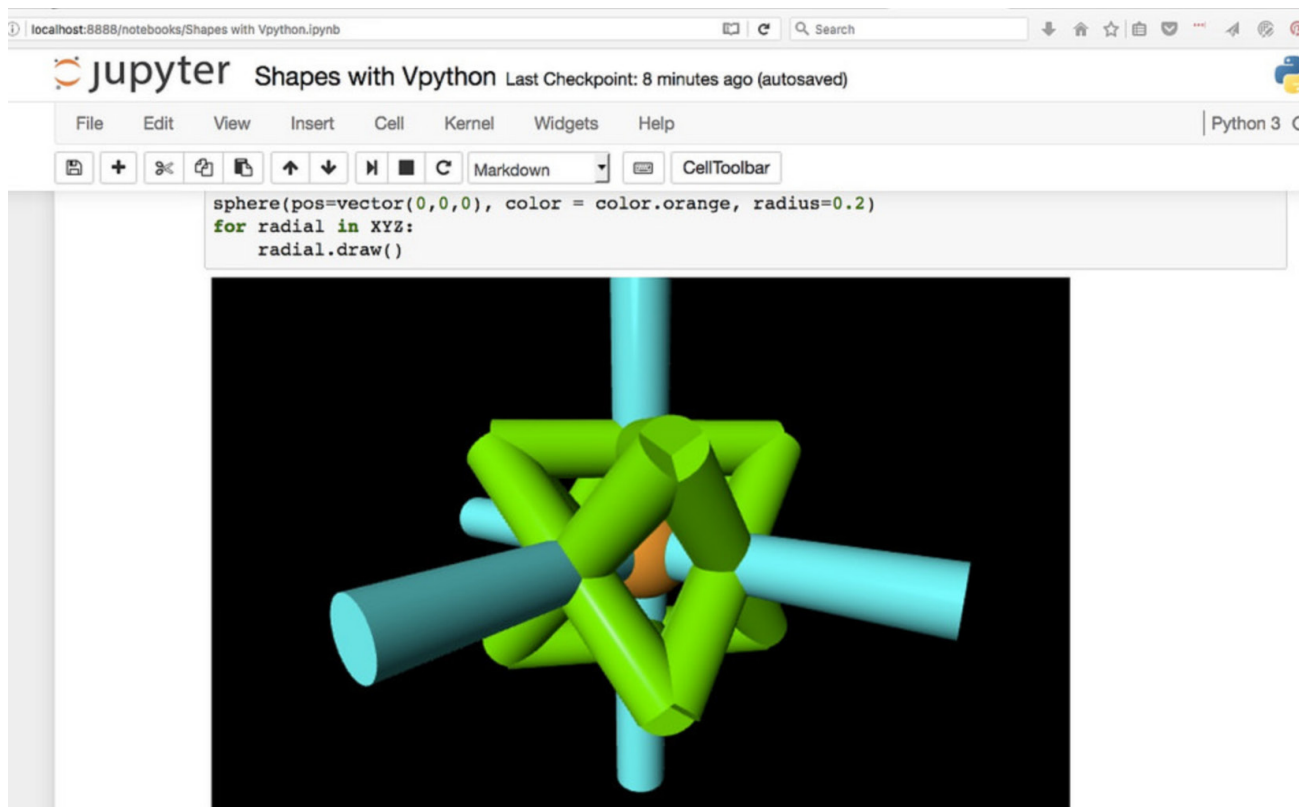 localhost:8888/notebooks/Shapes with Vpython.ipynb
Search
jupyter Shapes with Vpython Last Checkpoint: 8 minutes ago (autosaved)
File Edit View Insert Cell Kernel Widgets Help Python 3
Markdown CellToolbar
sphere(pos=vector(0,0,0), color = color.orange, radius=0.2)
for radial in XYZ:
    radial.draw()